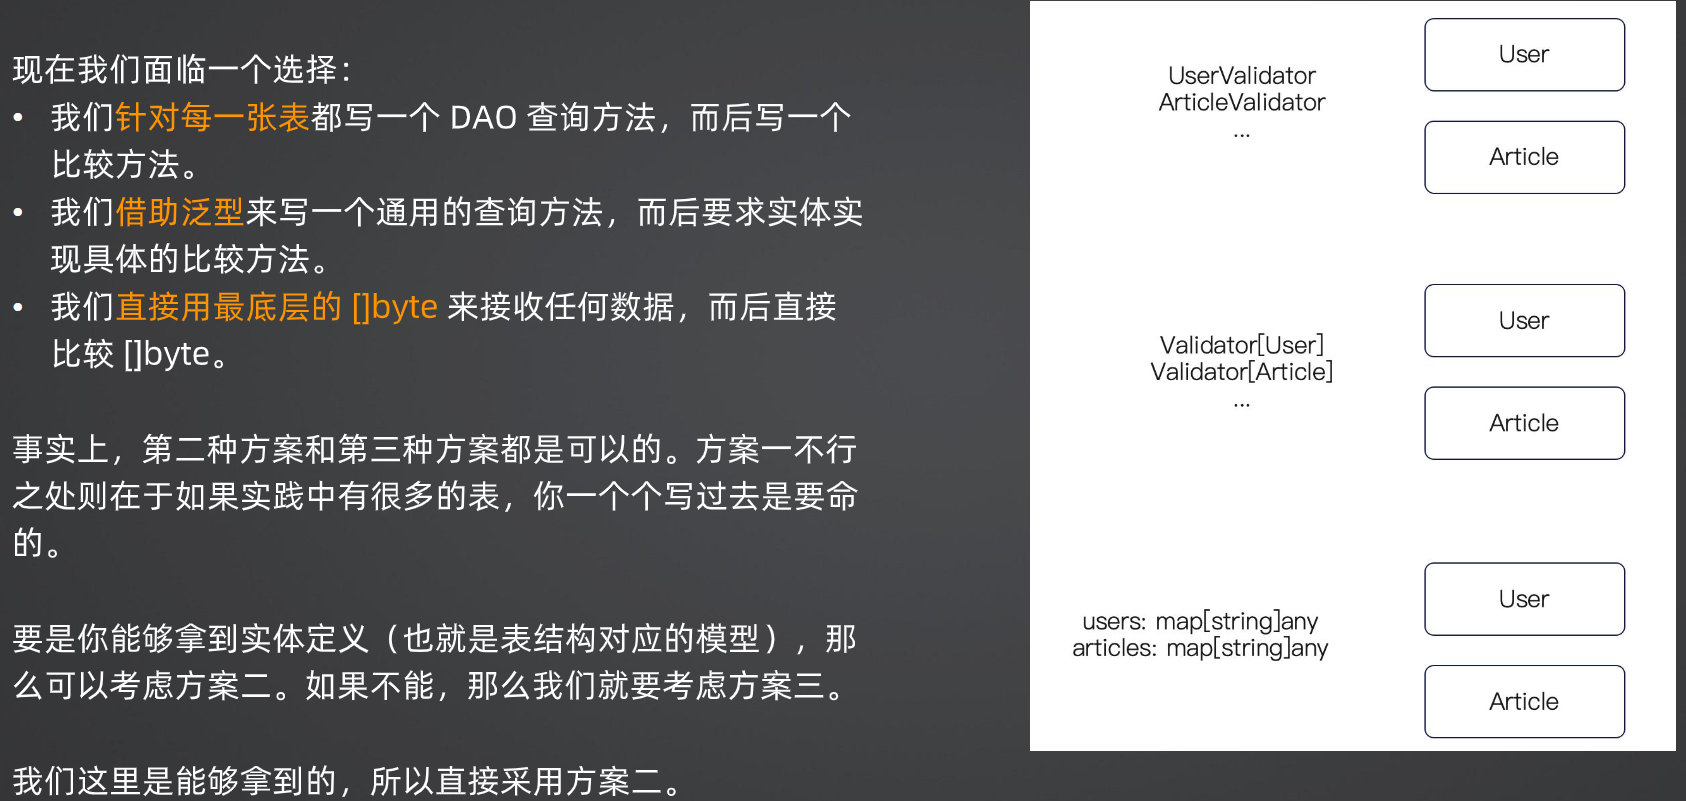 现在我们面临一个选择：
• 我们针对每一张表都写一个 DAO 查询方法，而后写一个
比较方法。
• 我们借助泛型来写一个通用的查询方法，而后要求实体实
现具体的比较方法。
• 我们直接用最底层的 []byte 来接收任何数据，而后直接
比较 []byte。
事实上，第二种方案和第三种方案都是可以的。方案一不行
之处则在于如果实践中有很多的表，你一个个写过去是要命
的。
要是你能够拿到实体定义（也就是表结构对应的模型），那
么可以考虑方案二。如果不能，那么我们就要考虑方案三。
我们这里是能够拿到的，所以直接采用方案二。
UserValidator
ArticleValidator
...
User
Article
Validator[User]
Validator[Article]
...
User
Article
users: map[string]any
articles: map[string]any
User
Article